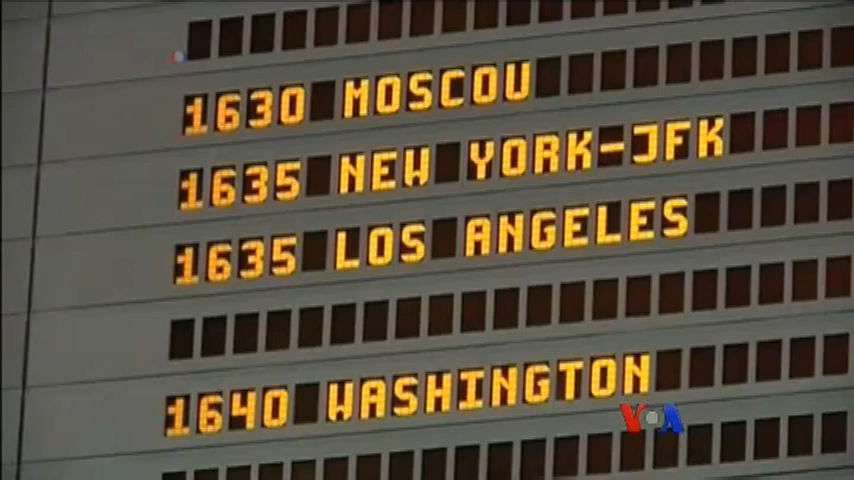 1630 MOSCOU
1635 NEW YORK-JFK
1635 LOS ANGELES
1640 WASHINGTON
VOA